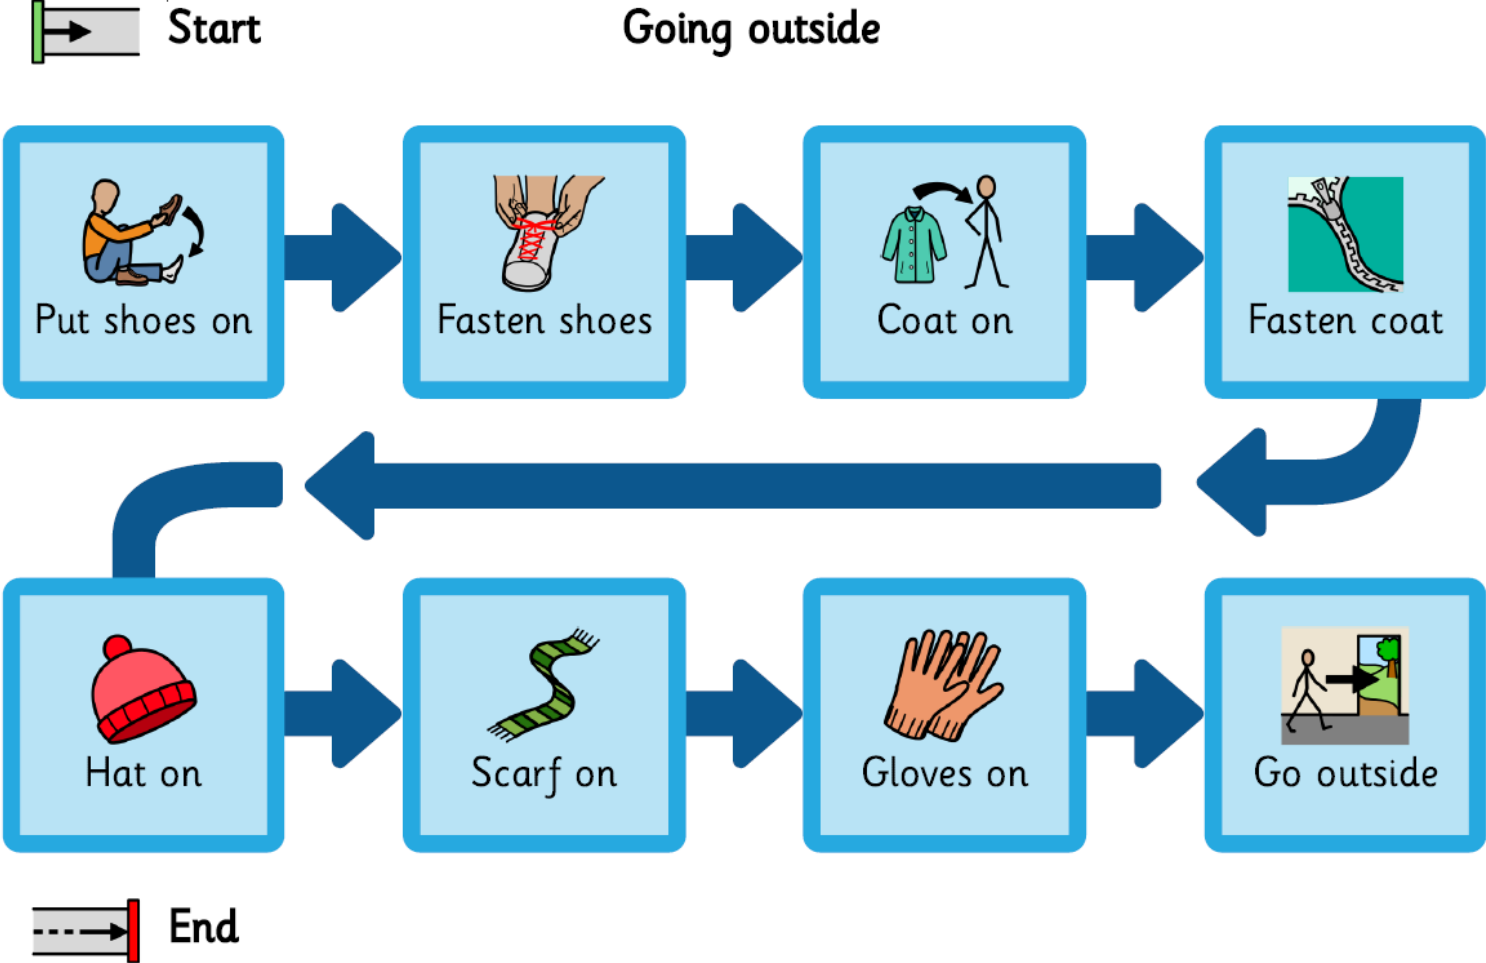 Start
Going outside
Put shoes on
Fasten shoes
Coat on
Fasten coat
Hat on
Scarf on
Gloves on
Go outside
End